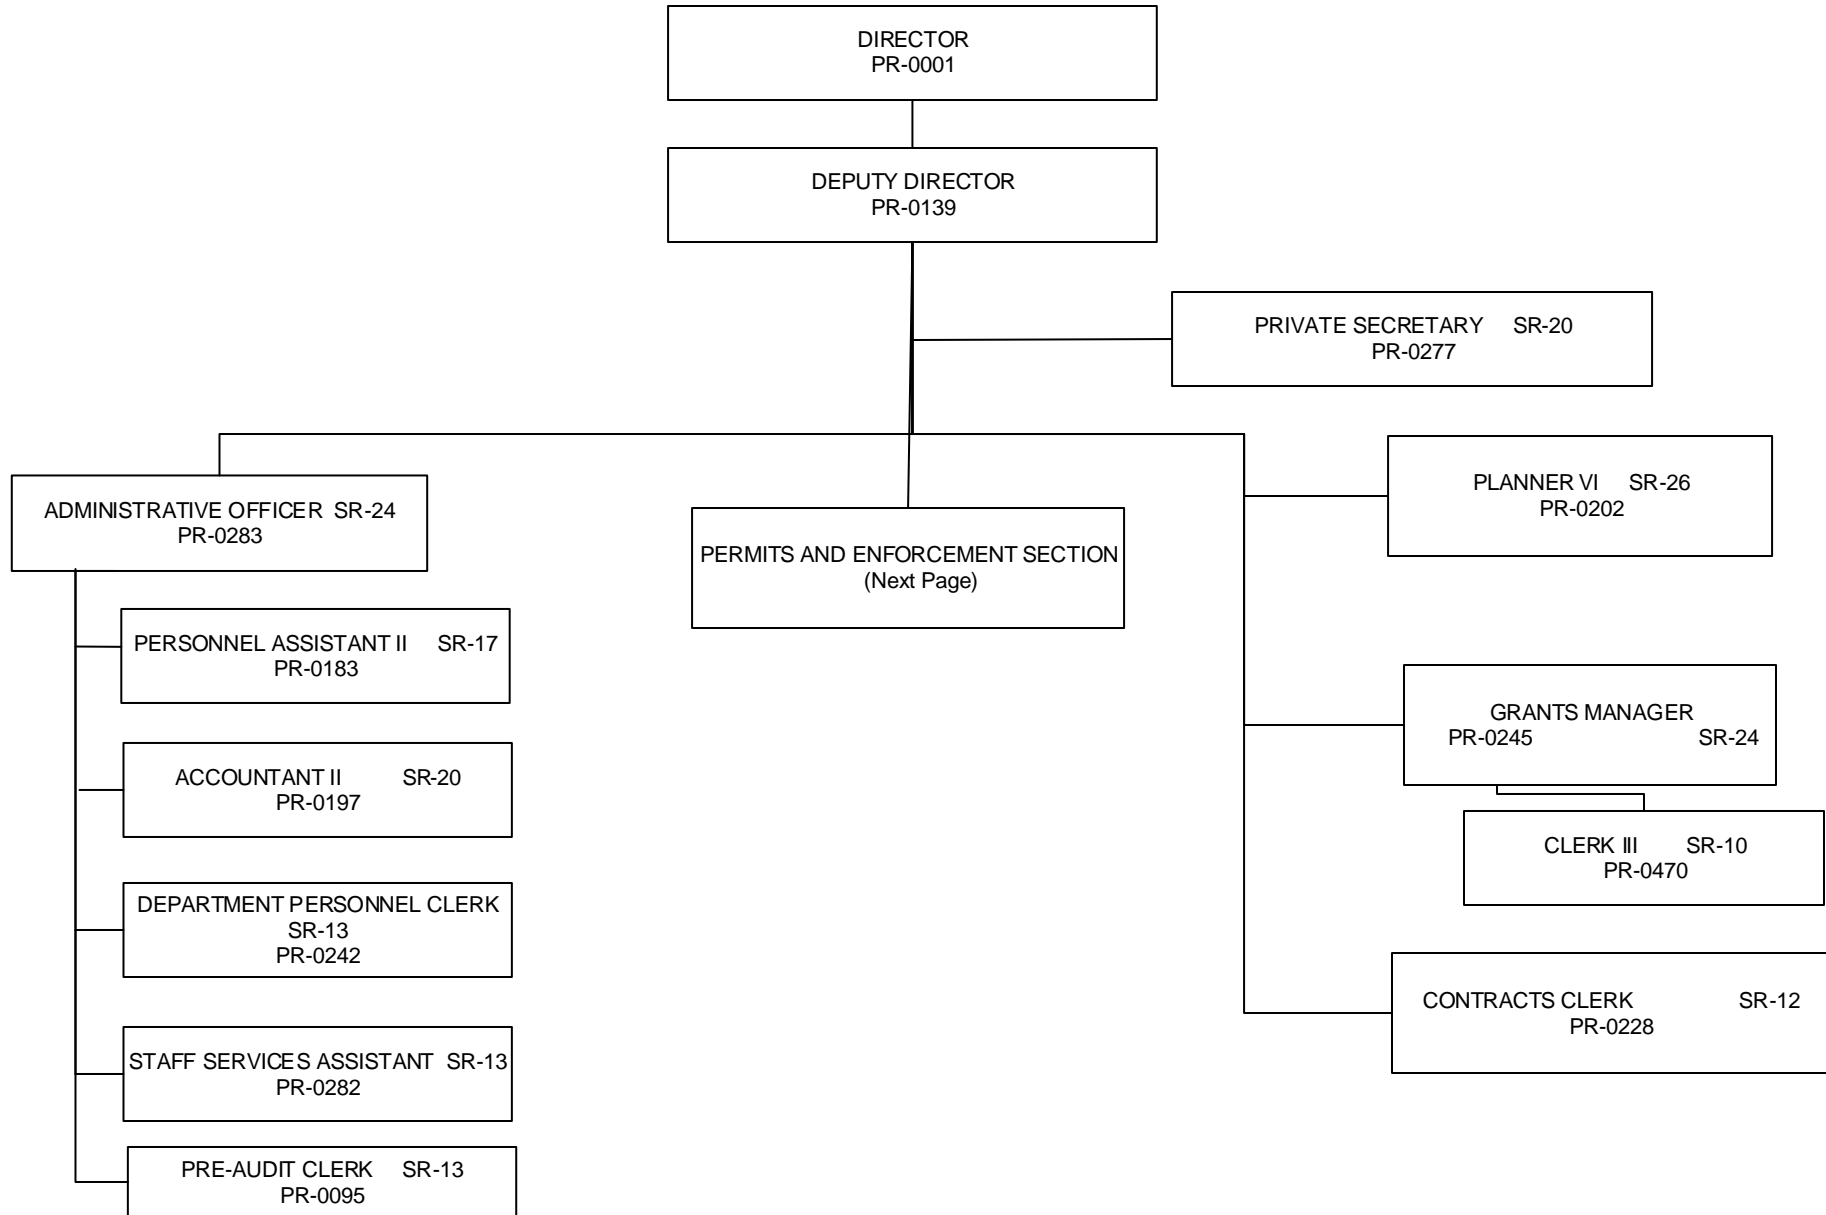 DIRECTOR
PR-0001
DEPUTY DIRECTOR
PR-0139
PRIVATE SECRETARY SR-20
PR-0277
ADMINISTRATIVE OFFICER SR-24
PR-0283
PERSONNEL ASSISTANT II SR-17
PR-0183
ACCOUNTANT II SR-20
PR-0197
DEPARTMENT PERSONNEL CLERK
SR-13
PR-0242
STAFF SERVICES ASSISTANT SR-13
PR-0282
PRE-AUDIT CLERK SR-13
PR-0095
PERMITS AND ENFORCEMENT SECTION
(Next Page)
PLANNER VI SR-26
PR-0202
GRANTS MANAGER
PR-0245 SR-24
CLERK III SR-10
PR-0470
CONTRACTS CLERK SR-12
PR-0228